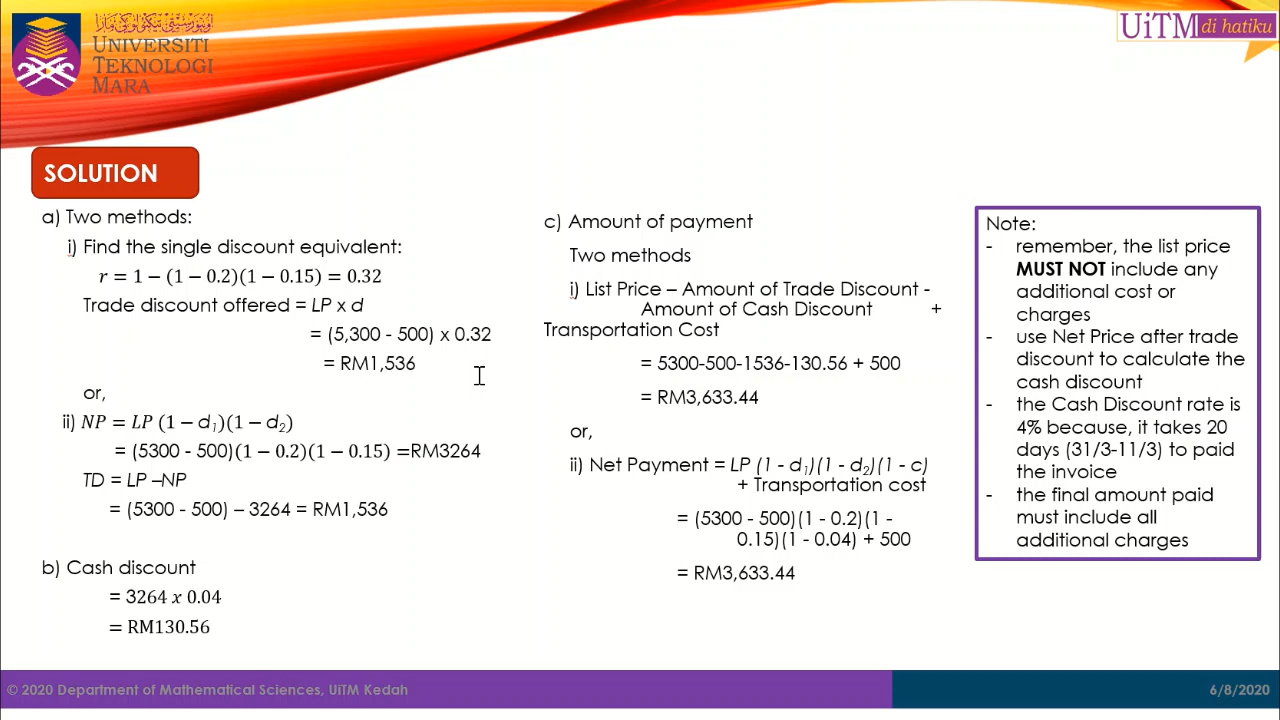 UNIVERSITI
TEKNOLOGI
MARA
UiTM di hatiku
SOLUTION
a) Two methods:
i) Find the single discount equivalent:
r = 1 − (1 − 0.2)(1 − 0.15) = 0.32
Trade discount offered = LP x d
= (5,300 - 500) x 0.32
= RM1,536
or,
ii) NP = LP (1 − d₁)(1 − d₂)
= (5300 - 500)(1 − 0.2)(1 − 0.15) =RM3264
TD = LP –NP
= (5300 - 500) – 3264 = RM1,536
b) Cash discount
= 3264 x 0.04
= RM130.56
c) Amount of payment
Two methods
i) List Price – Amount of Trade Discount -
Amount of Cash Discount +
Transportation Cost
= 5300-500-1536-130.56 + 500
= RM3,633.44
or,
ii) Net Payment = LP (1 - d₁)(1 - d₂)(1 - c)
+ Transportation cost
= (5300 - 500)(1 - 0.2)(1 -
0.15)(1 - 0.04) + 500
= RM3,633.44
Note:
- remember, the list price
MUST NOT include any
additional cost or
charges
- use Net Price after trade
discount to calculate the
cash discount
- the Cash Discount rate is
4% because, it takes 20
days (31/3-11/3) to paid
the invoice
- the final amount paid
must include all
additional charges
© 2020 Department of Mathematical Sciences, UiTM Kedah
6/8/2020